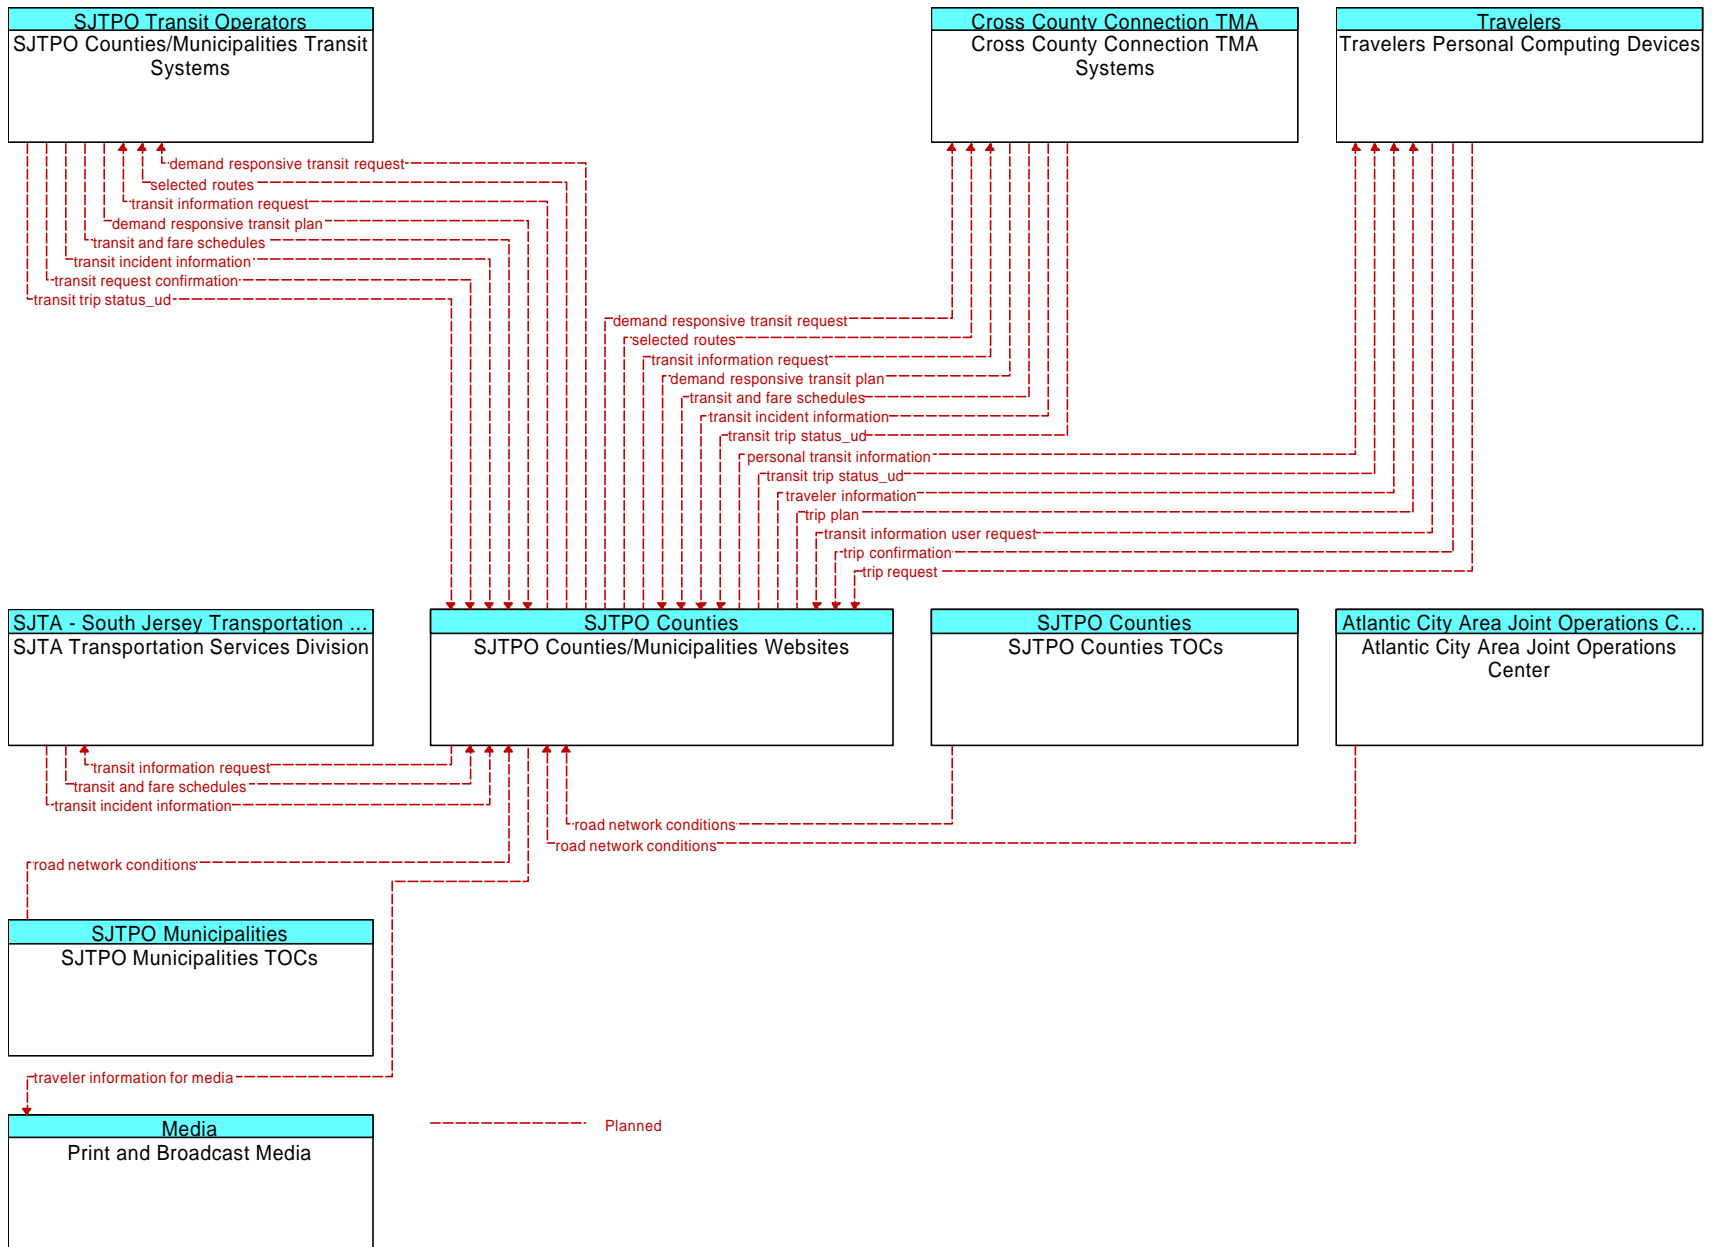 SJTPO Transit Operators
SJTPO Counties/Municipalities Transit
Systems
Cross County Connection TMA
Cross County Connection TMA
Systems
Travelers
Travelers Personal Computing Devices
demand responsive transit request
selected routes
transit information request
demand responsive transit plan
transit and fare schedules
transit incident information
transit request confirmation
transit trip status_ud
demand responsive transit request
selected routes
transit information request
demand responsive transit plan
transit and fare schedules
transit incident information
transit trip status_ud
personal transit information
transit trip status_ud
traveler information
trip plan
transit information user request
trip confirmation
trip request
SJTA - South Jersey Transportation ...
SJTA Transportation Services Division
SJTPO Counties
SJTPO Counties/Municipalities Websites
SJTPO Counties
SJTPO Counties TOCs
Atlantic City Area Joint Operations C...
Atlantic City Area Joint Operations
Center
transit information request
transit and fare schedules
transit incident information
road network conditions
road network conditions
road network conditions
SJTPO Municipalities
SJTPO Municipalities TOCs
traveler information for media
Media
Print and Broadcast Media
Planned